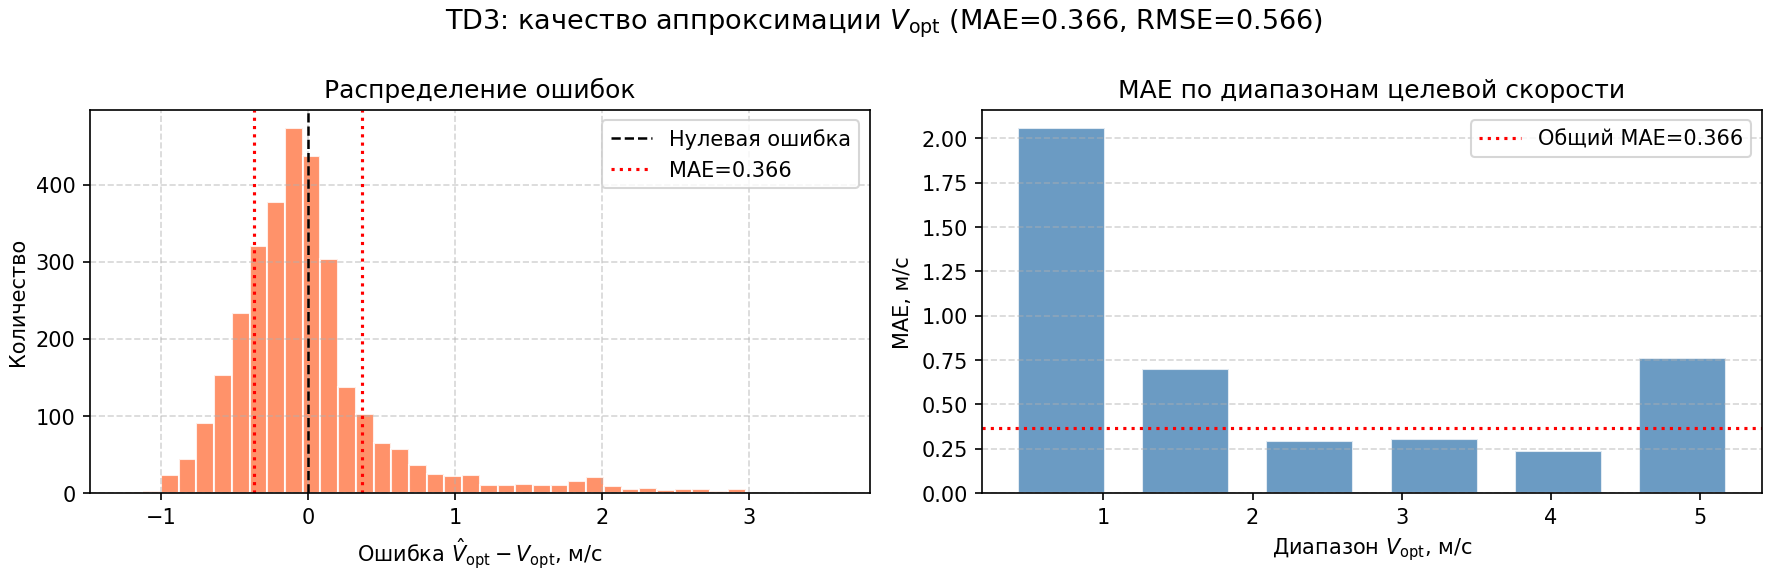 TD3: качество аппроксимации V_opt (MAE=0.366, RMSE=0.566)
Распределение ошибок
Количество
400
300
200
100
0
Нулевая ошибка
MAE=0.366
−1 0 1 2 3
Ошибка V̂_opt − V_opt, м/с
MAE по диапазонам целевой скорости
MAE, м/с
2.00
1.75
1.50
1.25
1.00
0.75
0.50
0.25
0.00
Общий MAE=0.366
1 2 3 4 5
Диапазон V_opt, м/с